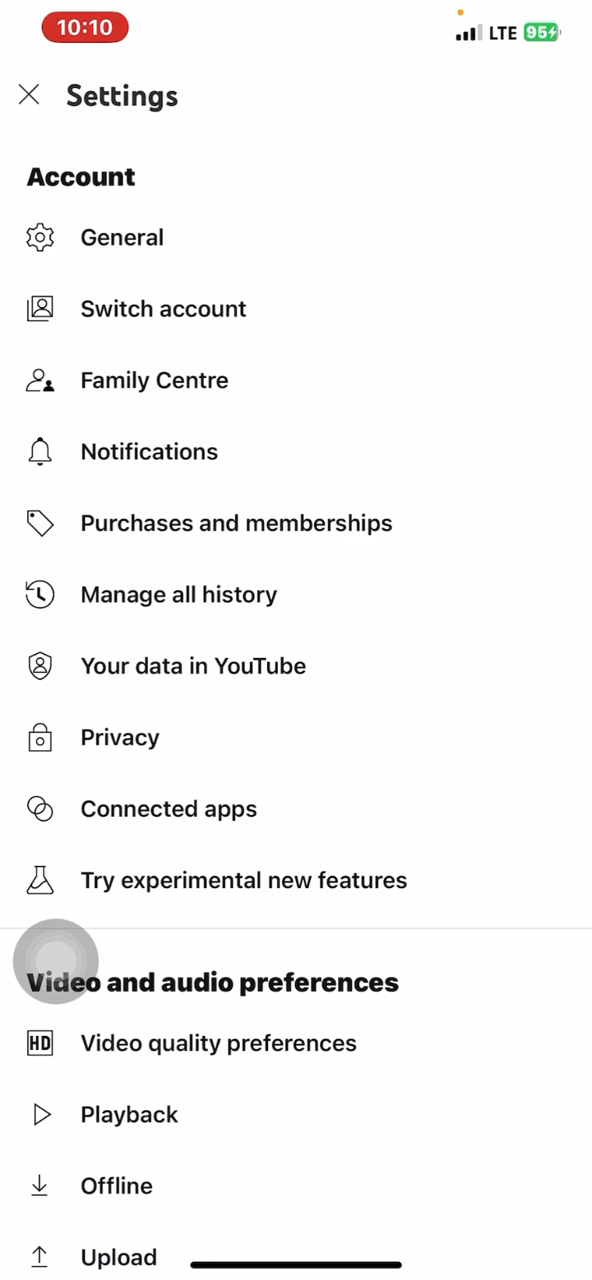 10:10
LTE 95
Settings
Account
General
Switch account
Family Centre
Notifications
Purchases and memberships
Manage all history
Your data in YouTube
Privacy
Connected apps
Try experimental new features
Video and audio preferences
HD Video quality preferences
Playback
Offline
Upload